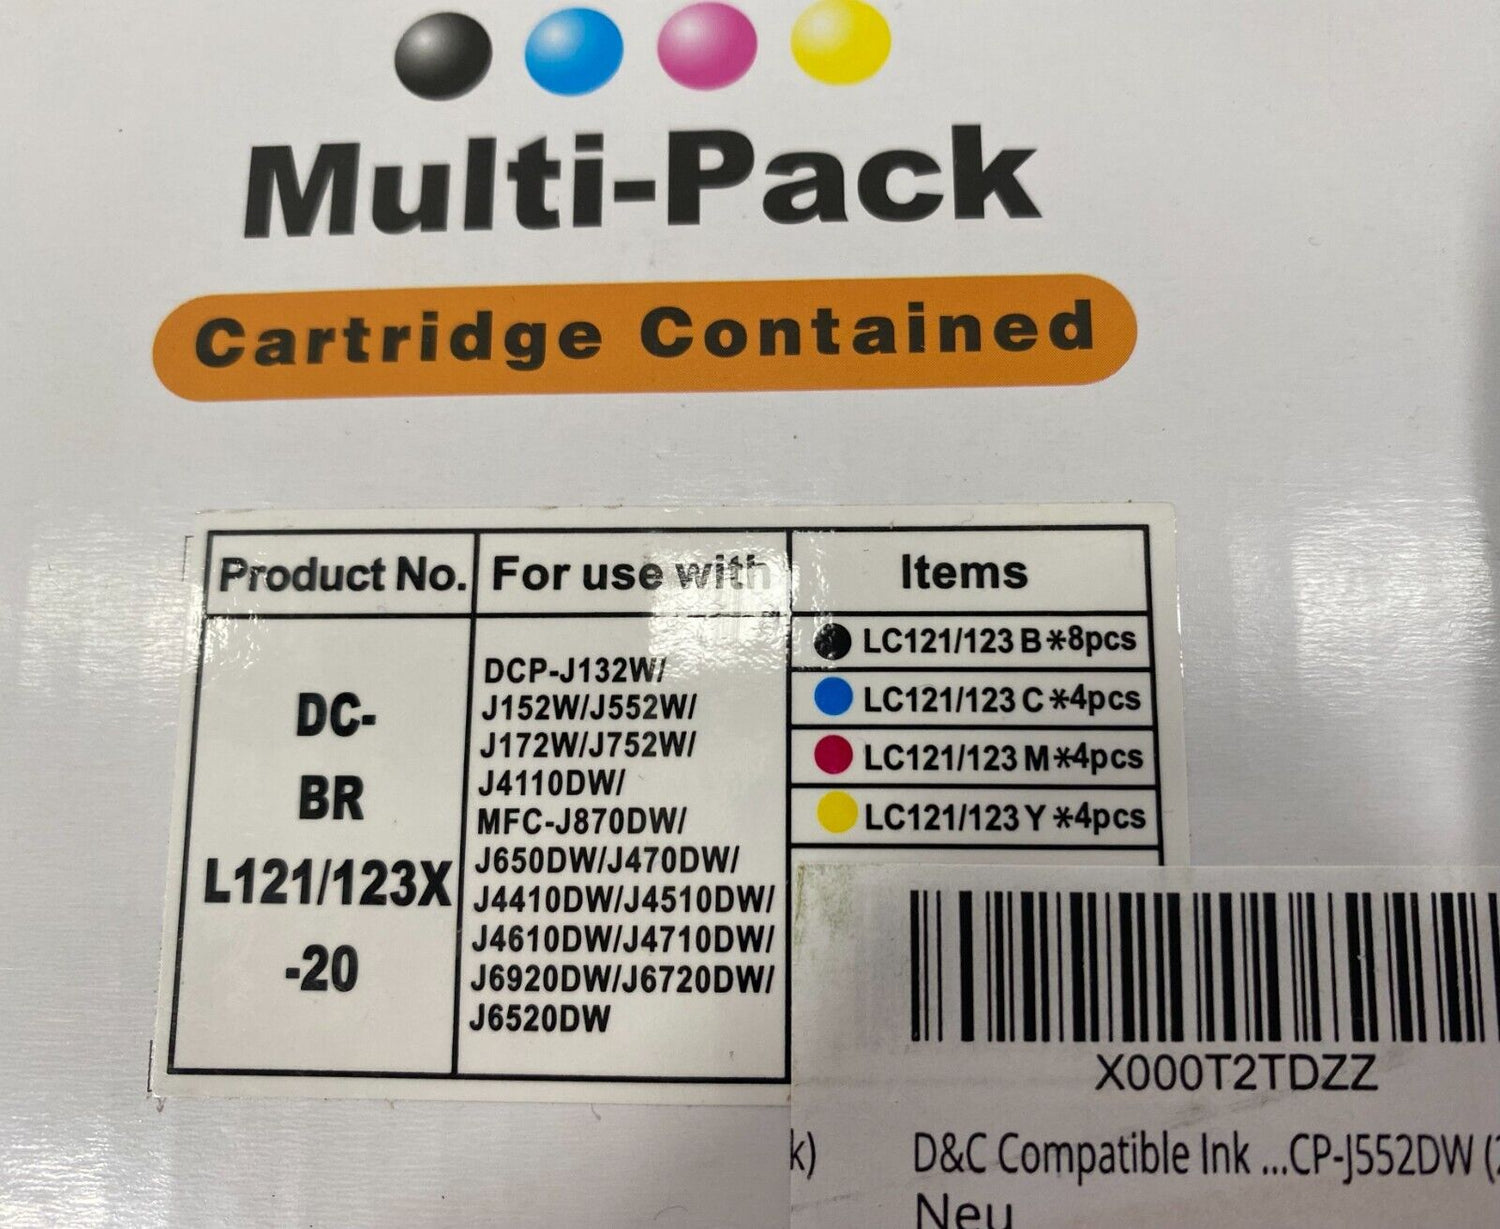 Multi-Pack
Cartridge Contained
Product No.
For use with
Items
DC-
BR
L121/123X
-20
DCP-J132W/
J152W/J552W/
J172W/J752W/
J4110DW/
MFC-J870DW/
J650DW/J470DW/
J4410DW/J4510DW/
J4610DW/J4710DW/
J6920DW/J6720DW/
J6520DW
LC121/123 B*8pcs
LC121/123 C*4pcs
LC121/123 M*4pcs
LC121/123 Y*4pcs
X000T2TDZZ
k) D&C Compatible Ink ...CP-J552DW (2
Neu